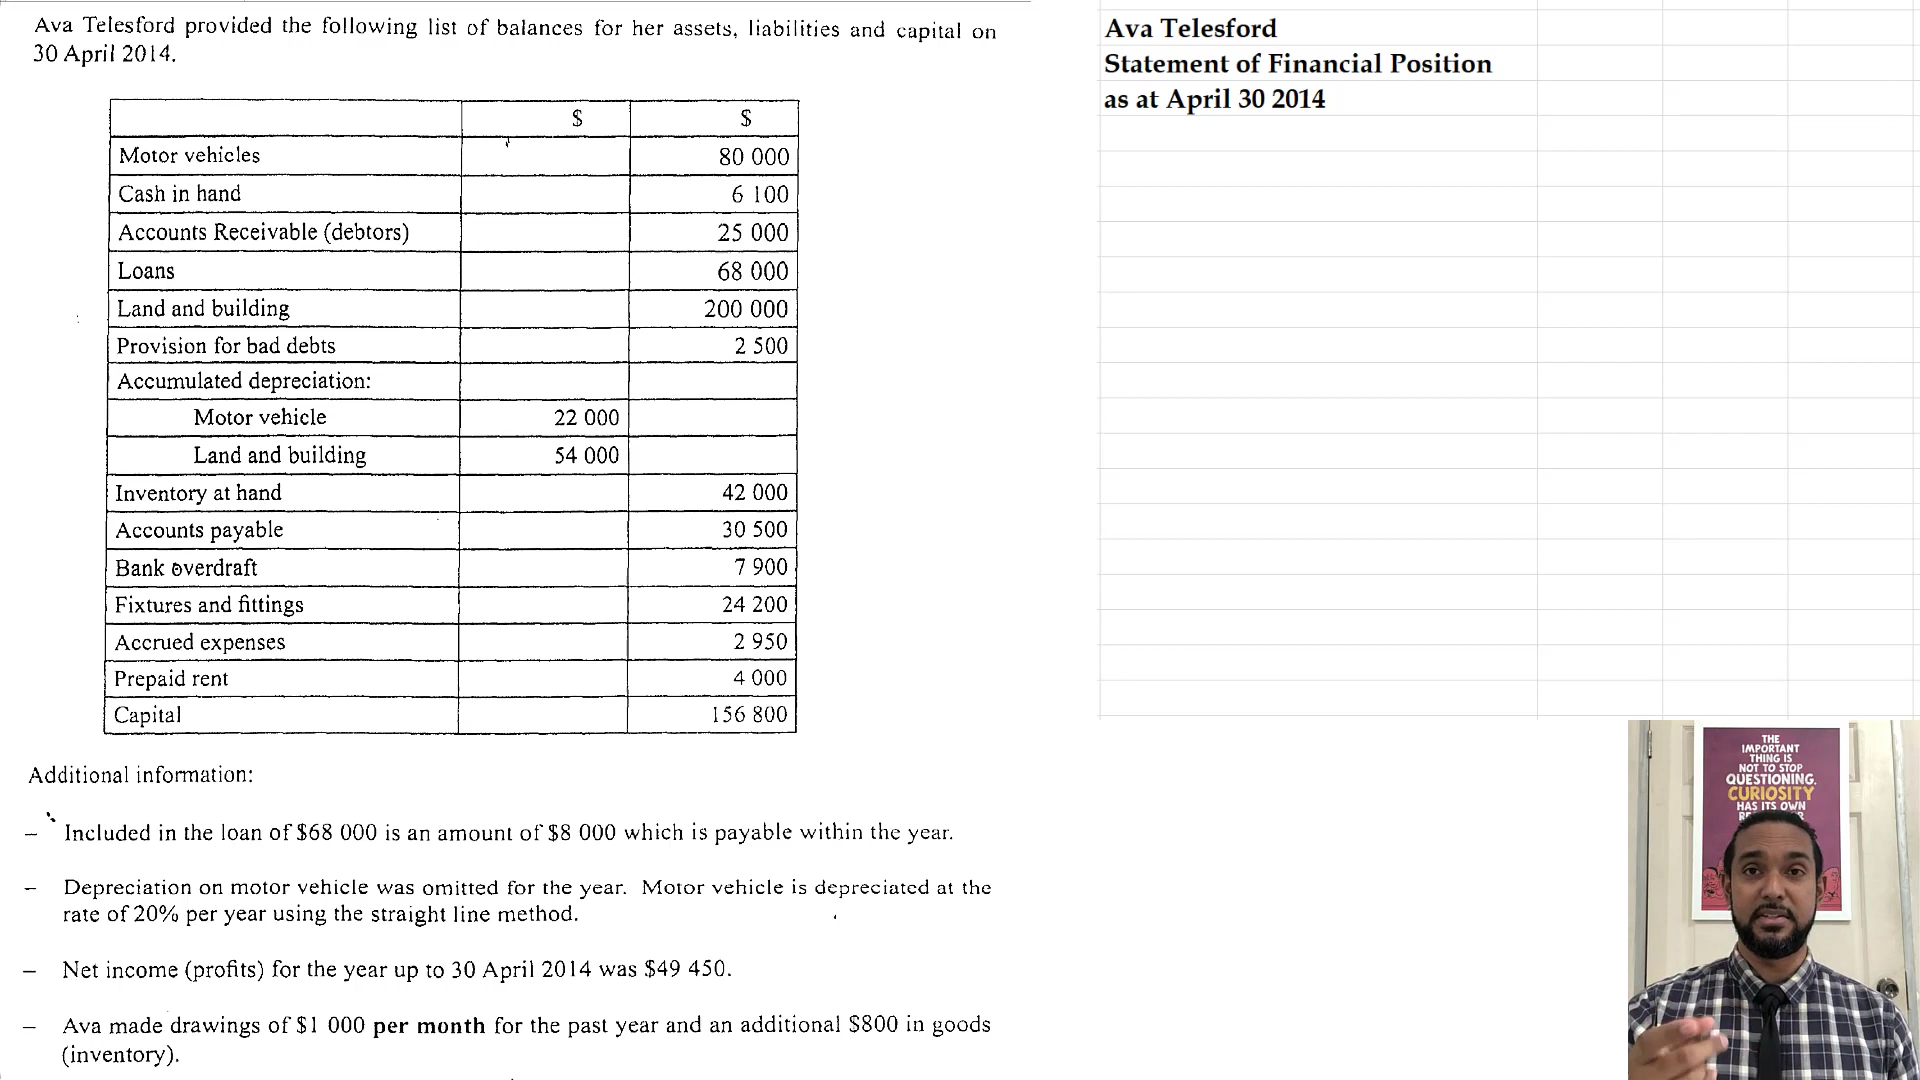 Ava Telesford provided the following list of balances for her assets, liabilities and capital on
30 April 2014.
$ $
Motor vehicles 80 000
Cash in hand 6 100
Accounts Receivable (debtors) 25 000
Loans 68 000
Land and building 200 000
Provision for bad debts 2 500
Accumulated depreciation:
Motor vehicle 22 000
Land and building 54 000
Inventory at hand 42 000
Accounts payable 30 500
Bank overdraft 7 900
Fixtures and fittings 24 200
Accrued expenses 2 950
Prepaid rent 4 000
Capital 156 800
Additional information:
– Included in the loan of $68 000 is an amount of $8 000 which is payable within the year.
– Depreciation on motor vehicle was omitted for the year. Motor vehicle is depreciated at the
rate of 20% per year using the straight line method.
– Net income (profits) for the year up to 30 April 2014 was $49 450.
– Ava made drawings of $1 000 per month for the past year and an additional $800 in goods
(inventory).
Ava Telesford
Statement of Financial Position
as at April 30 2014
THE
IMPORTANT
THING IS
NOT TO STOP
QUESTIONING.
CURIOSITY
HAS ITS OWN